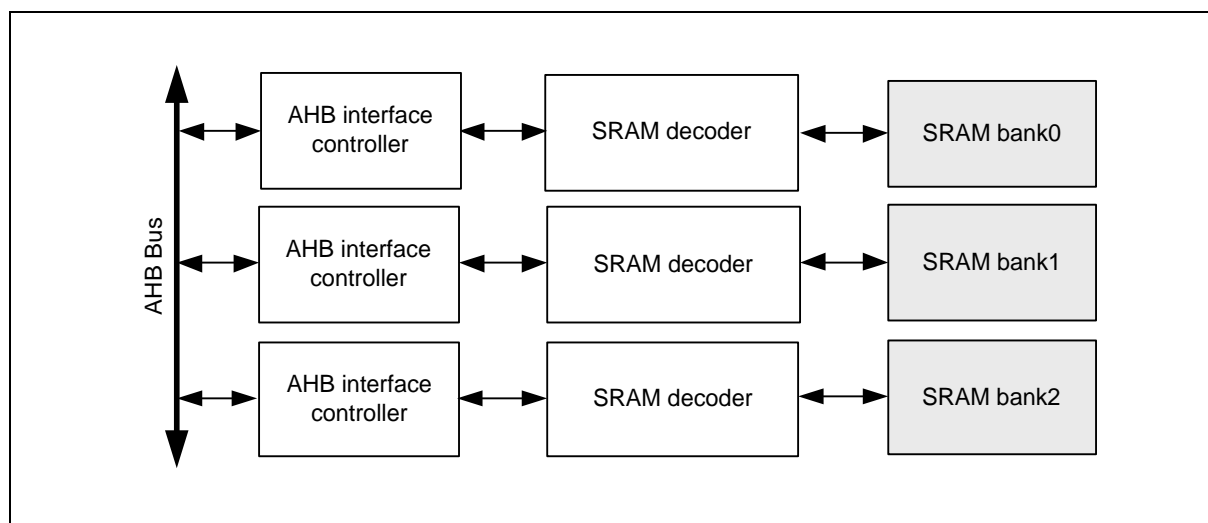 AHB Bus
AHB interface
controller
SRAM decoder
SRAM bank0
AHB interface
controller
SRAM decoder
SRAM bank1
AHB interface
controller
SRAM decoder
SRAM bank2